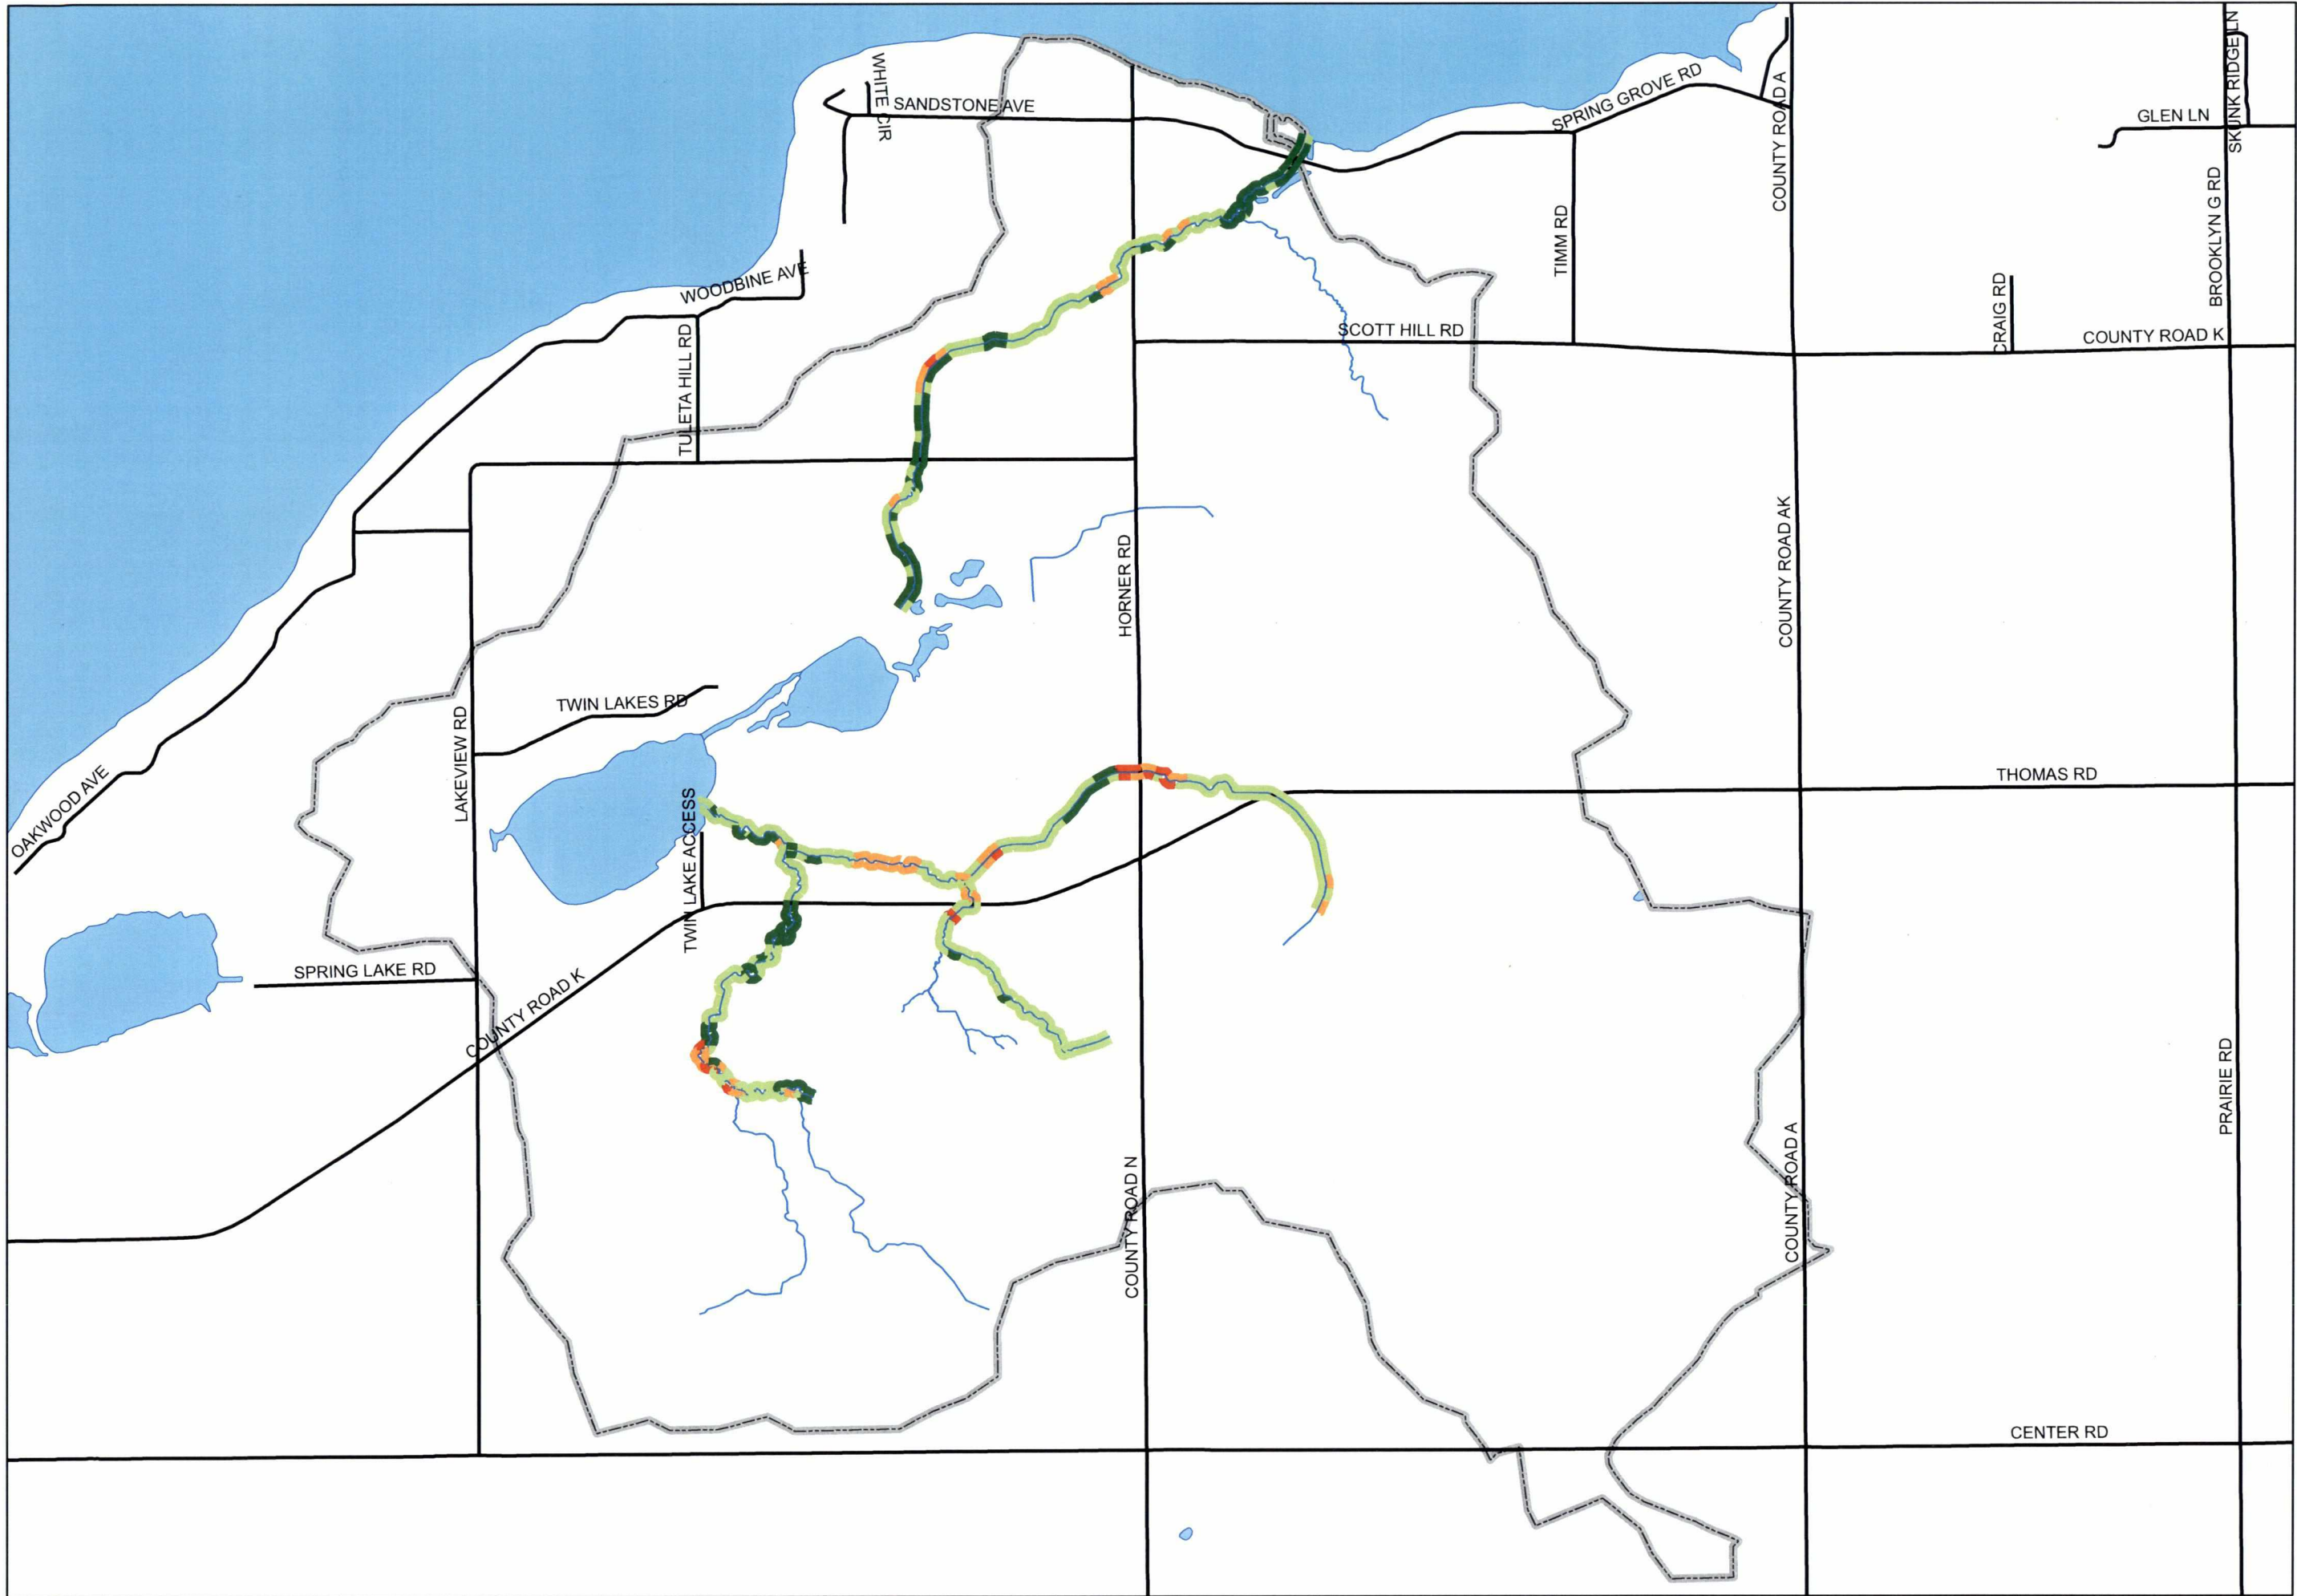 WHITE CIR
SANDSTONE AVE
SPRING GROVE RD
COUNTY ROAD A
GLEN LN
SKUNK RIDGE LN
WOODBINE AVE
TIMM RD
BROOKLYN G RD
TULETA HILL RD
SCOTT HILL RD
CRAIG RD
COUNTY ROAD K
HORNER RD
COUNTY ROAD AK
TWIN LAKES RD
LAKEVIEW RD
OAKWOOD AVE
TWIN LAKE ACCESS
THOMAS RD
SPRING LAKE RD
COUNTY ROAD K
PRAIRIE RD
COUNTY ROAD N
COUNTY ROAD A
CENTER RD